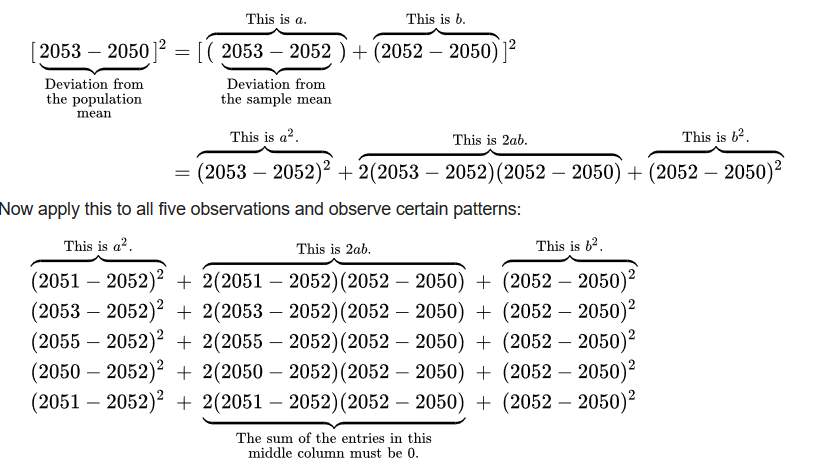 This is a. This is b.
[ 2053 − 2050 ]² = [ ( 2053 − 2052 ) + (2052 − 2050) ]²
Deviation from the population mean Deviation from the sample mean
This is a². This is 2ab. This is b².
= (2053 − 2052)² + 2(2053 − 2052)(2052 − 2050) + (2052 − 2050)²
Now apply this to all five observations and observe certain patterns:
This is a². This is 2ab. This is b².
(2051 − 2052)² + 2(2051 − 2052)(2052 − 2050) + (2052 − 2050)²
(2053 − 2052)² + 2(2053 − 2052)(2052 − 2050) + (2052 − 2050)²
(2055 − 2052)² + 2(2055 − 2052)(2052 − 2050) + (2052 − 2050)²
(2050 − 2052)² + 2(2050 − 2052)(2052 − 2050) + (2052 − 2050)²
(2051 − 2052)² + 2(2051 − 2052)(2052 − 2050) + (2052 − 2050)²
The sum of the entries in this
middle column must be 0.